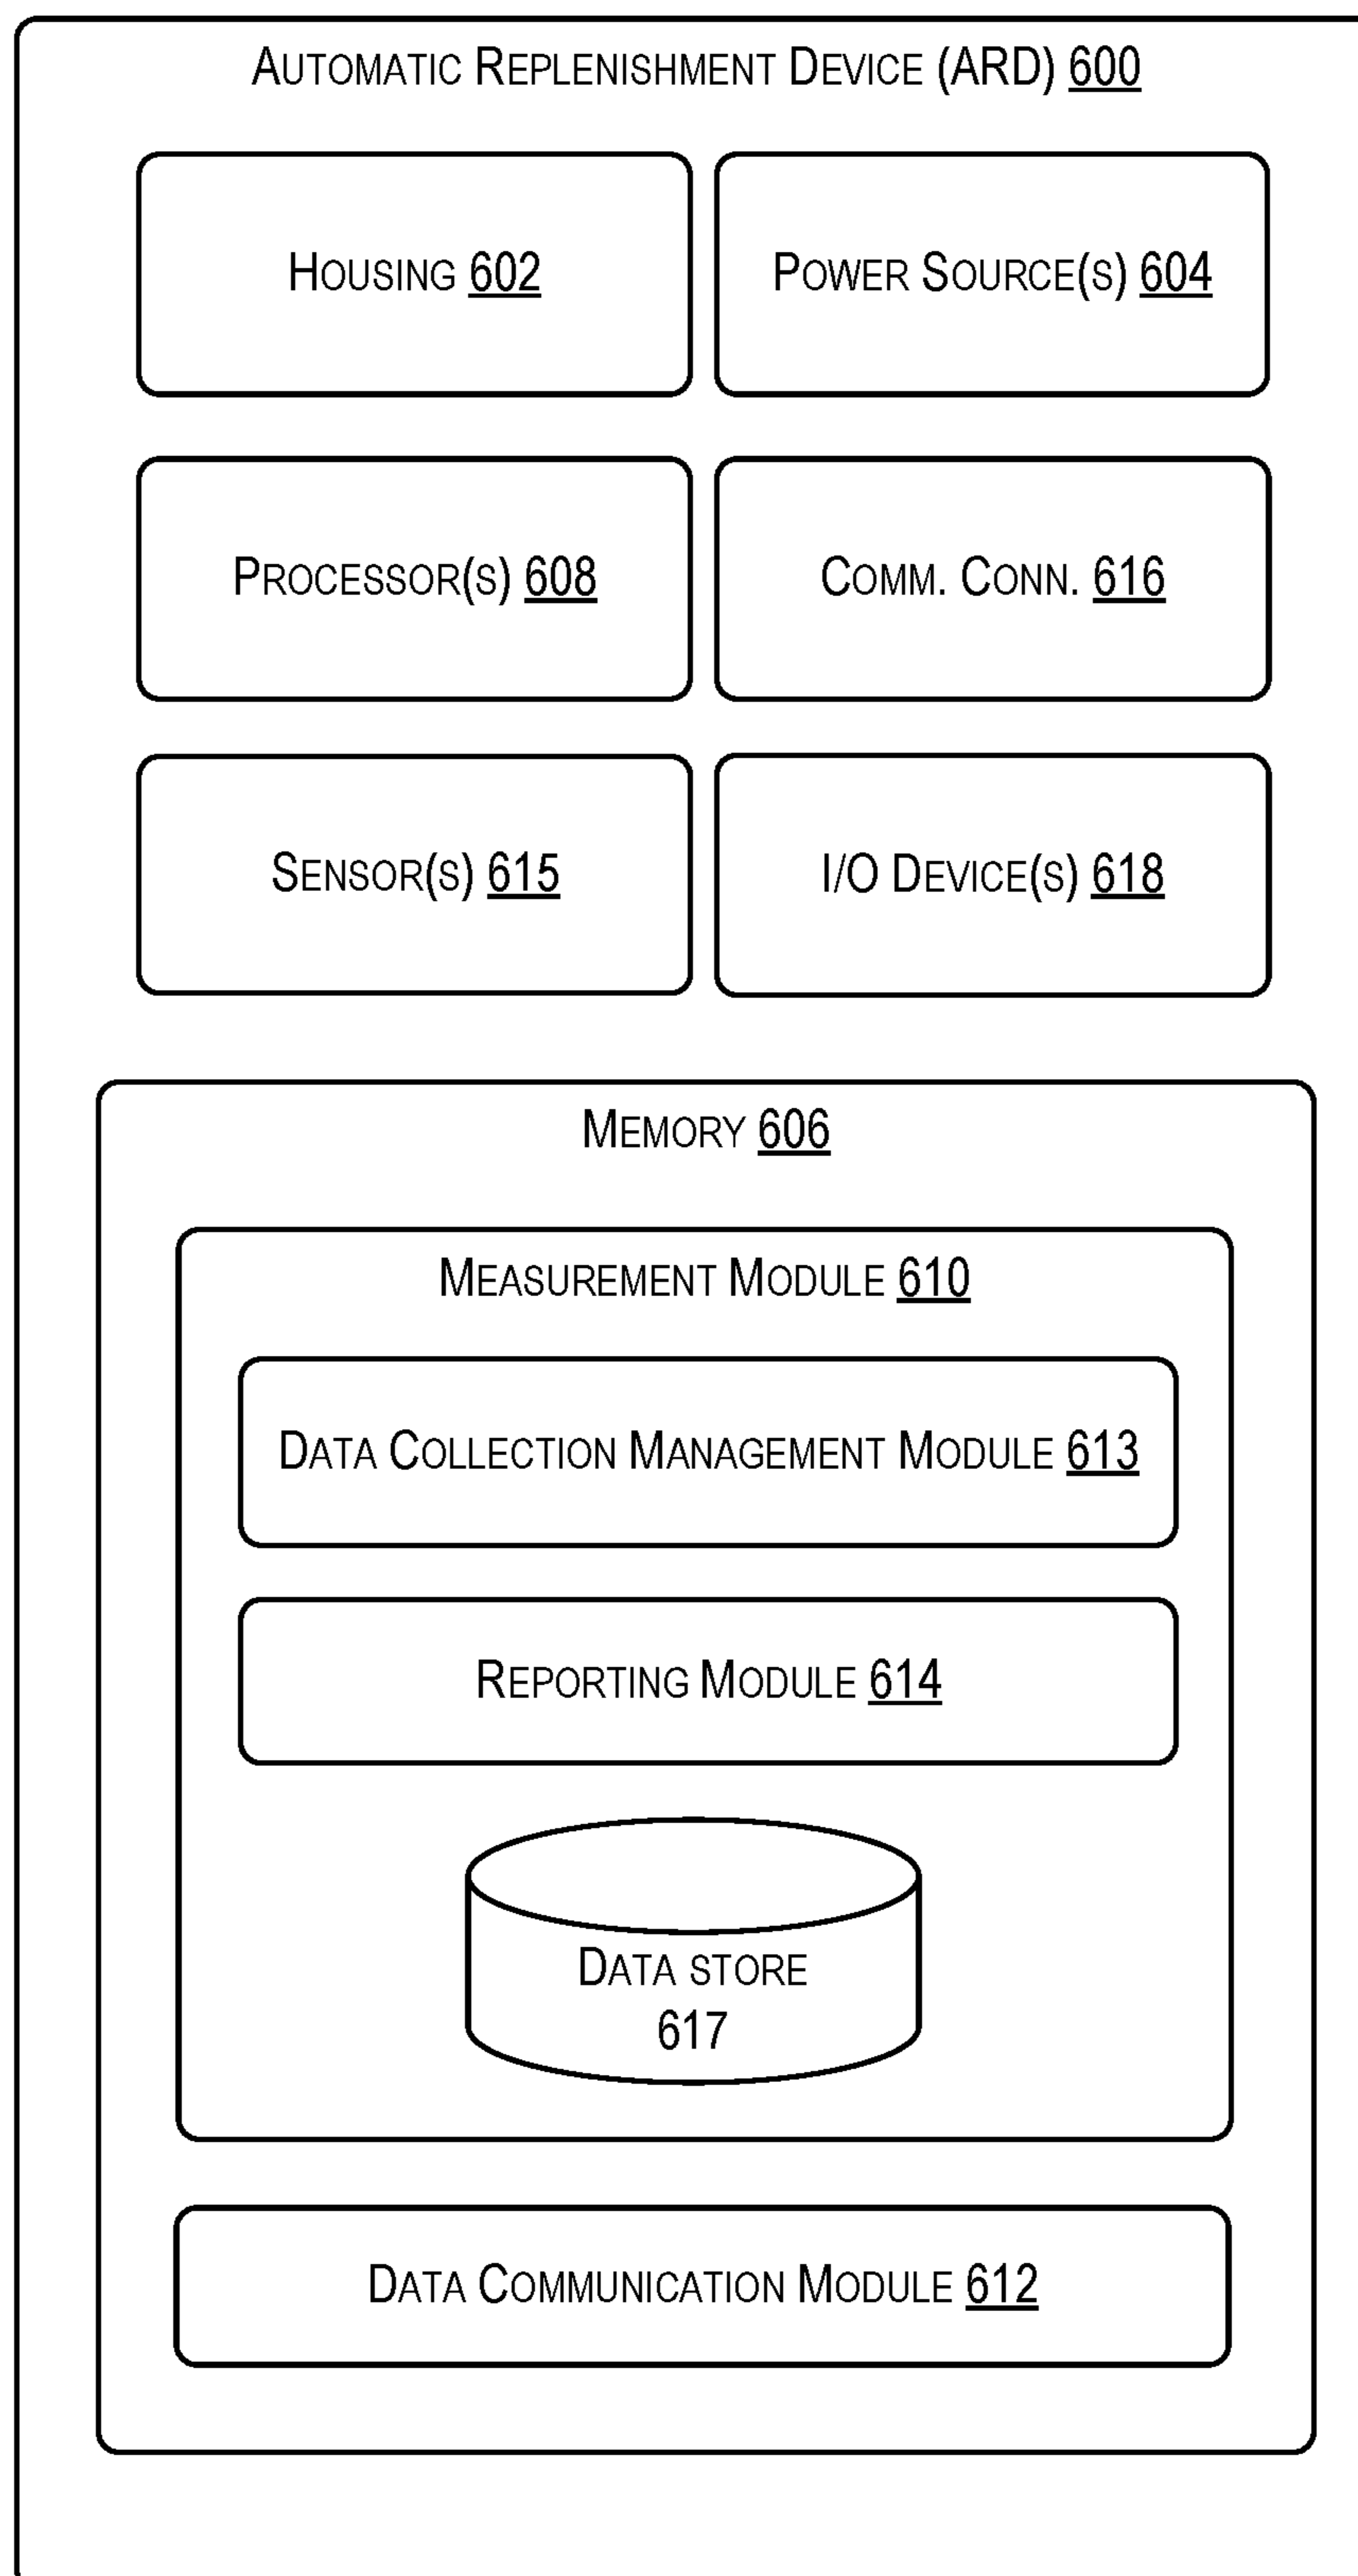 AUTOMATIC REPLENISHMENT DEVICE (ARD) 600
HOUSING 602
POWER SOURCE(S) 604
PROCESSOR(S) 608
COMM. CONN. 616
SENSOR(S) 615
I/O DEVICE(S) 618
MEMORY 606
MEASUREMENT MODULE 610
DATA COLLECTION MANAGEMENT MODULE 613
REPORTING MODULE 614
DATA STORE
617
DATA COMMUNICATION MODULE 612